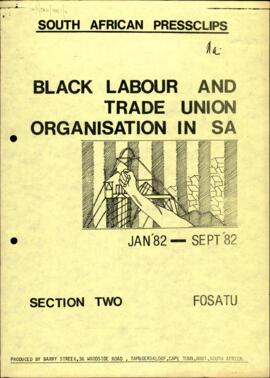 SOUTH AFRICAN PRESSCLIPS
1a
BLACK LABOUR AND
TRADE UNION
ORGANISATION IN SA
JAN'82 — SEPT'82
SECTION TWO FOSATU
PRODUCED BY BARRY STREEK, 36 WOODSIDE ROAD, TAMBOERSKLOOF, CAPE TOWN, 8001, SOUTH AFRICA